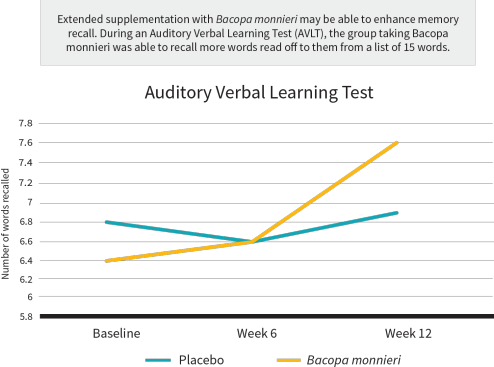 Extended supplementation with Bacopa monnieri may be able to enhance memory
recall. During an Auditory Verbal Learning Test (AVLT), the group taking Bacopa
monnieri was able to recall more words read off to them from a list of 15 words.
Auditory Verbal Learning Test
Number of words recalled
7.8
7.6
7.4
7.2
7
6.8
6.6
6.4
6.2
6
5.8
Baseline
Week 6
Week 12
Placebo
Bacopa monnieri